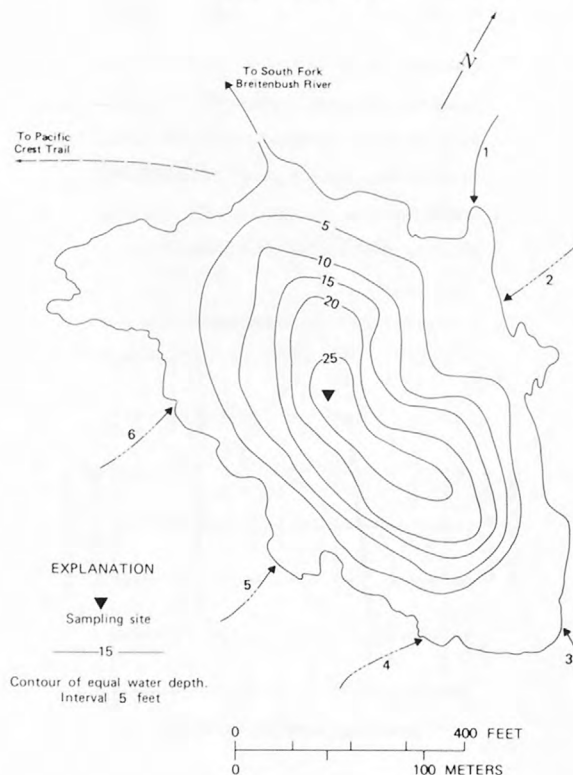 N
To South Fork
Breitenbush River
To Pacific
Crest Trail
1
2
5
10
15
20
25
6
5
4
3
EXPLANATION
Sampling site
15
Contour of equal water depth.
Interval 5 feet
0 400 FEET
0 100 METERS